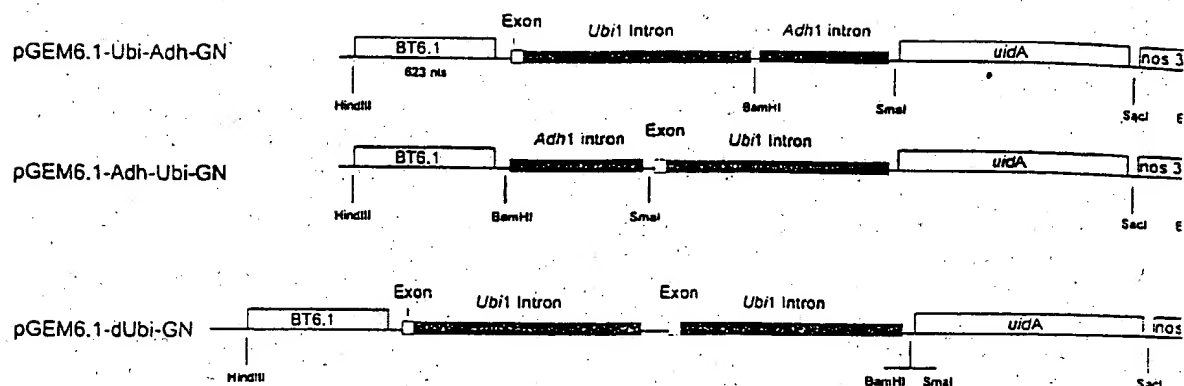 Exon
Ubi1 Intron
Adh1 intron
pGEM6.1-Ubi-Adh-GN
BT6.1
uidA
nos 3
623 nts
HindIII
BamHI
SmaI
SacI
E
Adh1 intron
Exon
Ubi1 Intron
pGEM6.1-Adh-Ubi-GN
BT6.1
uidA
nos 3
HindIII
BamHI
SmaI
SacI
E
Exon
Ubi1 Intron
Exon
Ubi1 Intron
pGEM6.1-dUbi-GN
BT6.1
uidA
nos
HindIII
BamHI
SmaI
SacI